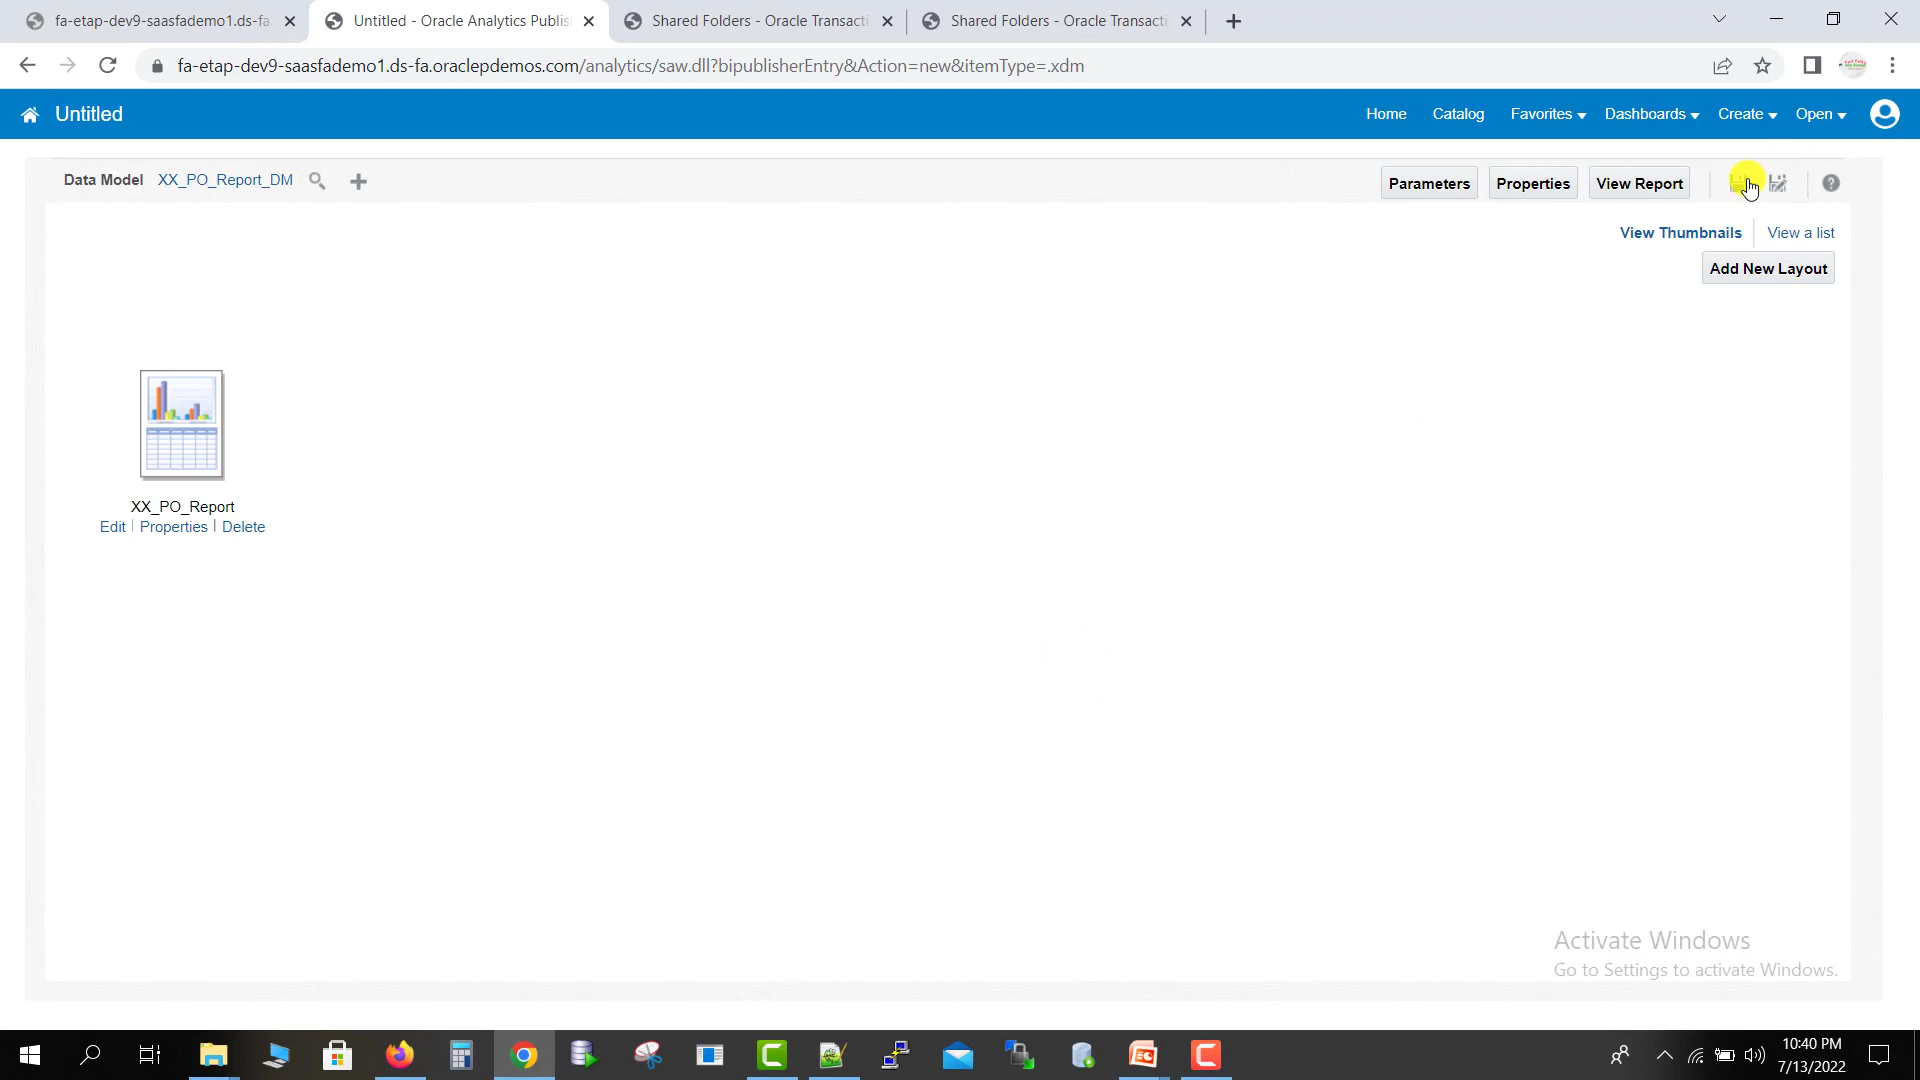 fa-etap-dev9-saasfademo1.ds-fa.
Untitled - Oracle Analytics Publis
Shared Folders - Oracle Transacti
Shared Folders - Oracle Transacti
fa-etap-dev9-saasfademo1.ds-fa.oraclepdemos.com/analytics/saw.dll?bipublisherEntry&Action=new&itemType=.xdm
Untitled
Home Catalog Favorites Dashboards Create Open
Data Model XX_PO_Report_DM
Parameters Properties View Report
View Thumbnails View a list
Add New Layout
XX_PO_Report
Edit | Properties | Delete
Activate Windows
Go to Settings to activate Windows.
10:40 PM
7/13/2022